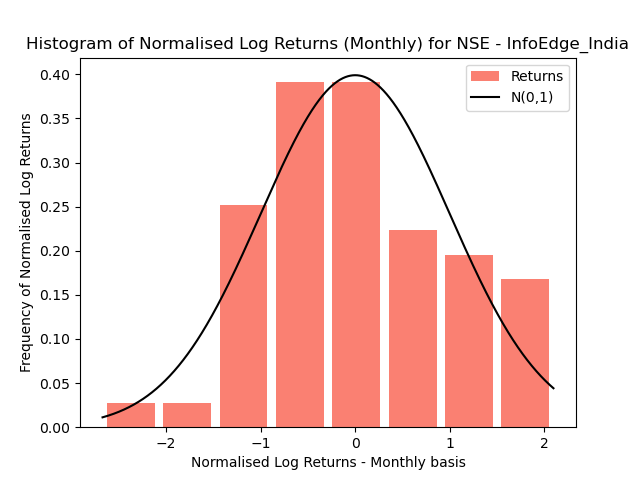 Histogram of Normalised Log Returns (Monthly) for NSE - InfoEdge_India
Returns
N(0,1)
Frequency of Normalised Log Returns
0.40
0.35
0.30
0.25
0.20
0.15
0.10
0.05
0.00
−2 −1 0 1 2
Normalised Log Returns - Monthly basis